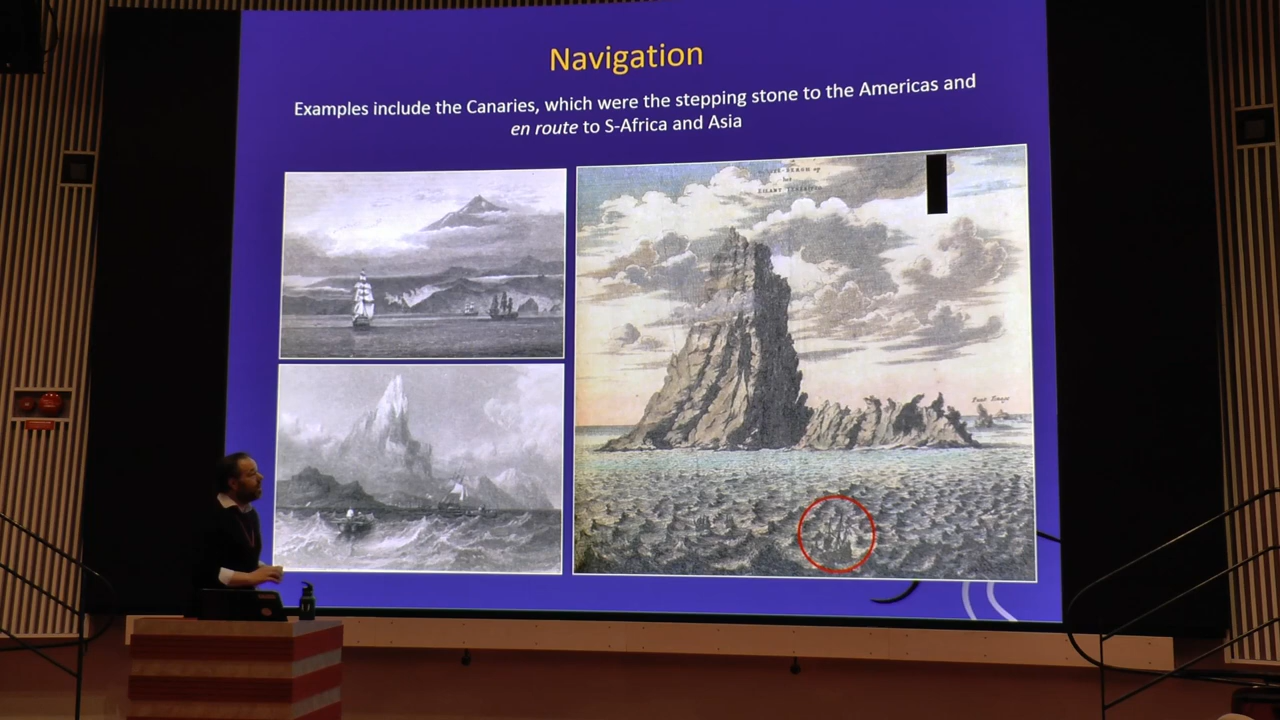 Navigation
Examples include the Canaries, which were the stepping stone to the Americas and
en route to S-Africa and Asia
het